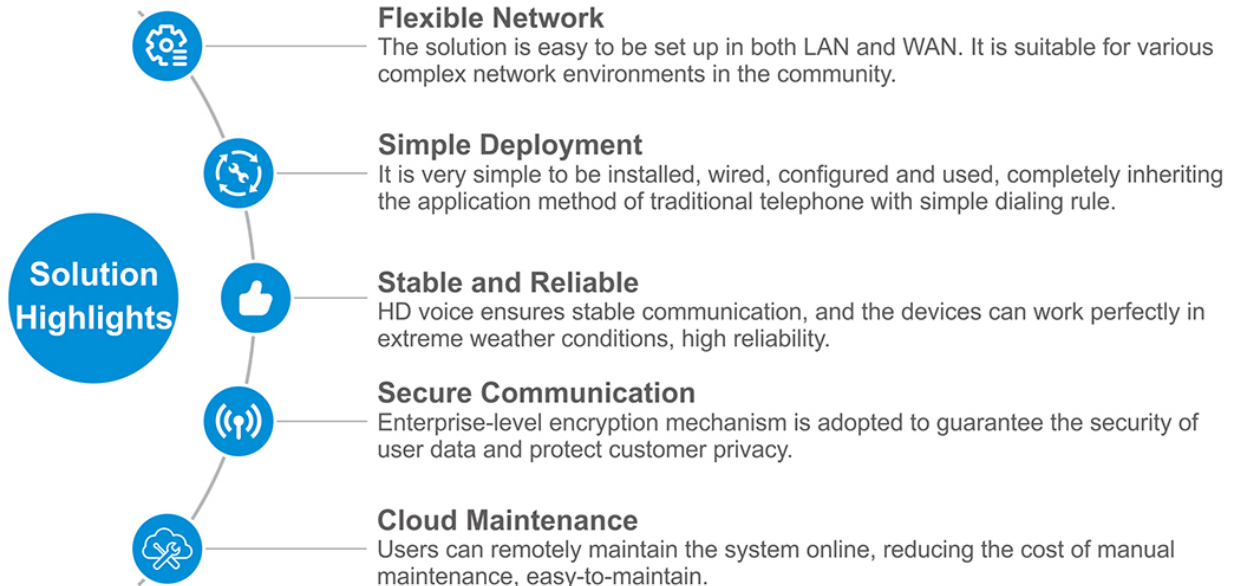 Solution
Highlights
Flexible Network
The solution is easy to be set up in both LAN and WAN. It is suitable for various
complex network environments in the community.
Simple Deployment
It is very simple to be installed, wired, configured and used, completely inheriting
the application method of traditional telephone with simple dialing rule.
Stable and Reliable
HD voice ensures stable communication, and the devices can work perfectly in
extreme weather conditions, high reliability.
Secure Communication
Enterprise-level encryption mechanism is adopted to guarantee the security of
user data and protect customer privacy.
Cloud Maintenance
Users can remotely maintain the system online, reducing the cost of manual
maintenance, easy-to-maintain.